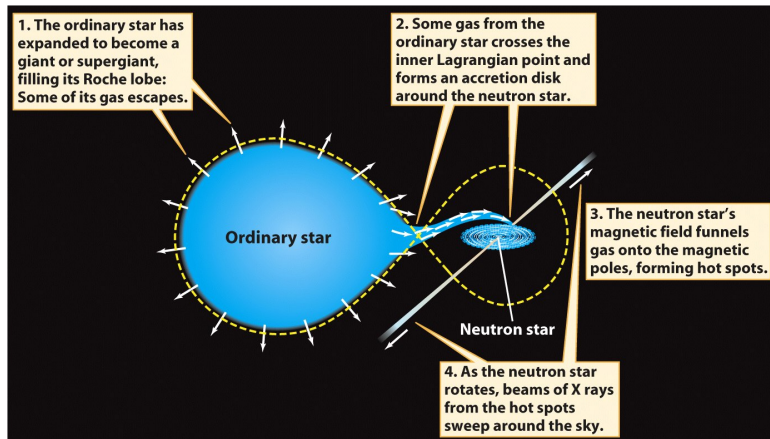 1. The ordinary star has
expanded to become a
giant or supergiant,
filling its Roche lobe:
Some of its gas escapes.
2. Some gas from the
ordinary star crosses the
inner Lagrangian point and
forms an accretion disk
around the neutron star.
Ordinary star
3. The neutron star's
magnetic field funnels
gas onto the magnetic
poles, forming hot spots.
Neutron star
4. As the neutron star
rotates, beams of X rays
from the hot spots
sweep around the sky.